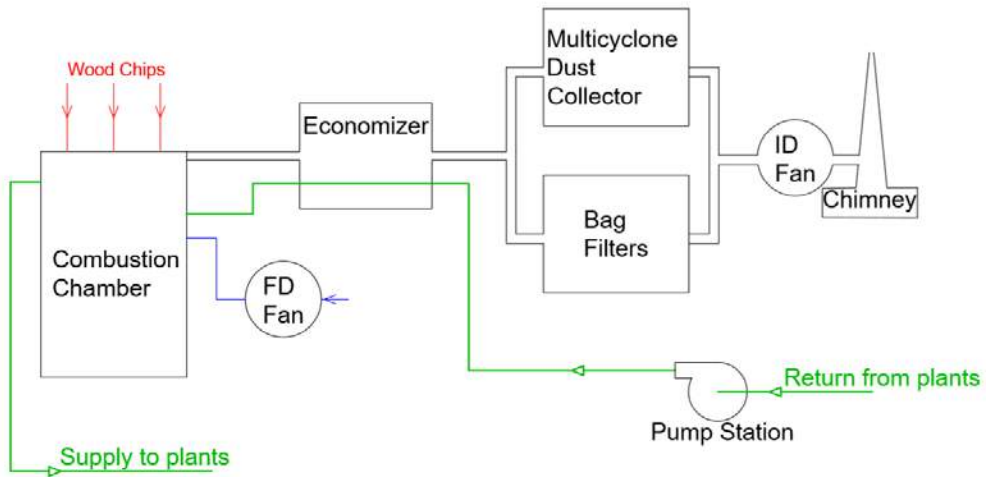 Wood Chips
Economizer
Multicyclone
Dust
Collector
ID
Fan
Chimney
Combustion
Chamber
FD
Fan
Bag
Filters
Return from plants
Pump Station
Supply to plants